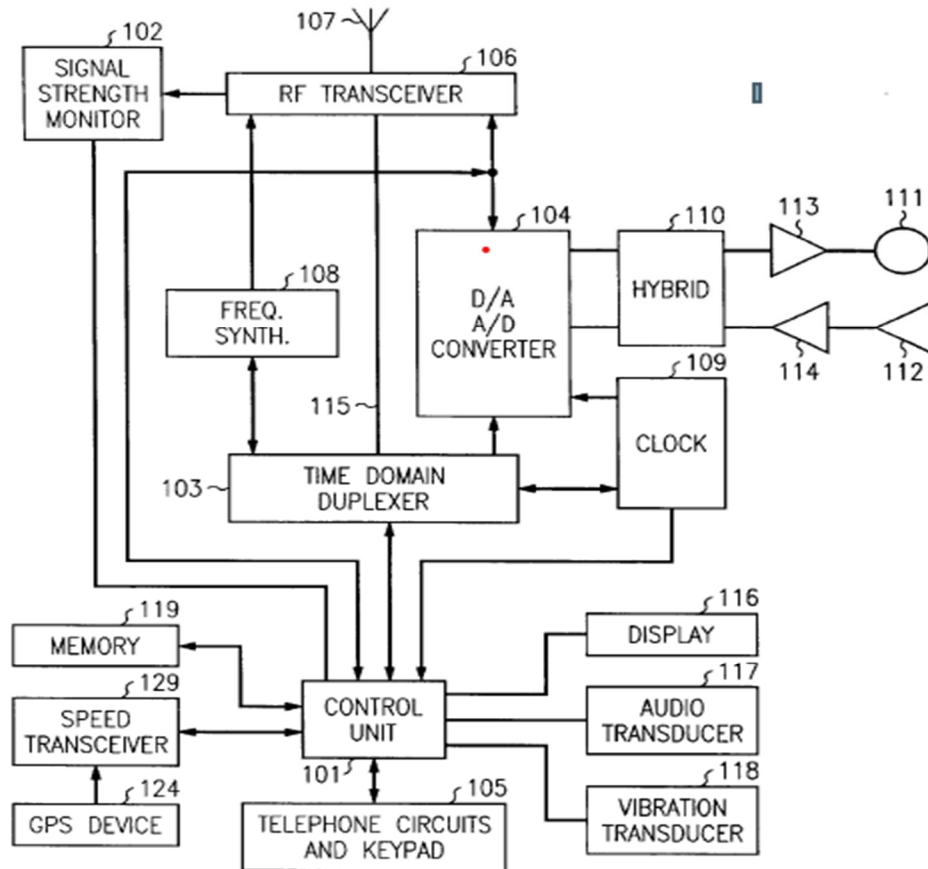 107
102
106
SIGNAL
STRENGTH
MONITOR
RF TRANSCEIVER
104
110
113
111
108
FREQ.
SYNTH.
D/A
A/D
CONVERTER
HYBRID
114
112
109
115
CLOCK
103
TIME DOMAIN
DUPLEXER
119
MEMORY
116
DISPLAY
129
SPEED
TRANSCEIVER
CONTROL
UNIT
101
117
AUDIO
TRANSDUCER
124
GPS DEVICE
105
TELEPHONE CIRCUITS
AND KEYPAD
118
VIBRATION
TRANSDUCER